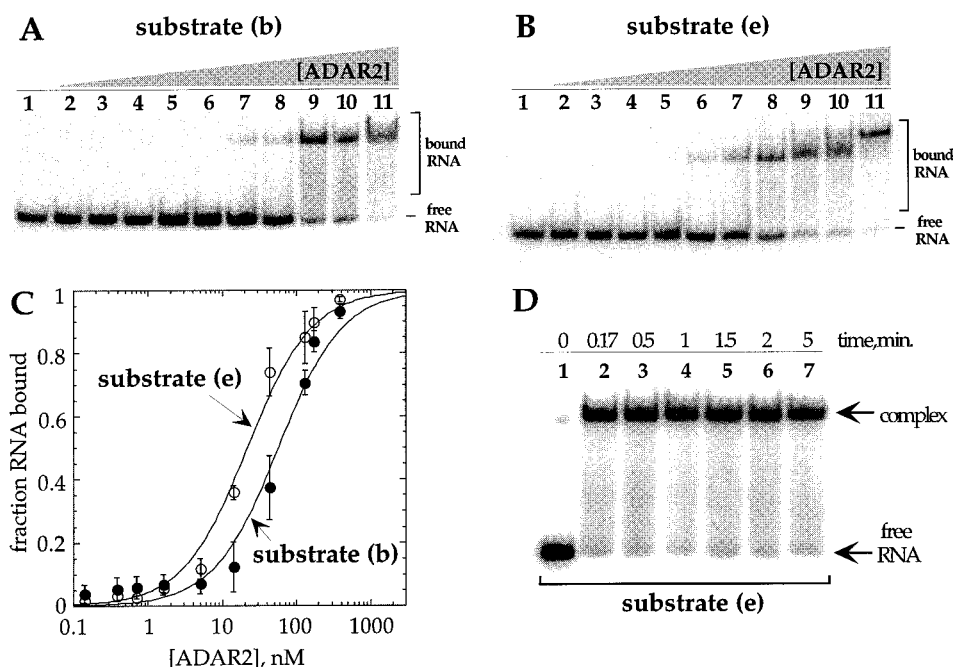 A
substrate (b)
[ADAR2]
1 2 3 4 5 6 7 8 9 10 11
bound
RNA
free
RNA
B
substrate (e)
[ADAR2]
1 2 3 4 5 6 7 8 9 10 11
bound
RNA
free
RNA
C
fraction RNA bound
1
0.8
0.6
0.4
0.2
0
substrate (e)
substrate (b)
0.1 1 10 100 1000
[ADAR2], nM
D
0 0.17 0.5 1 1.5 2 5 time,min.
1 2 3 4 5 6 7
complex
free
RNA
substrate (e)